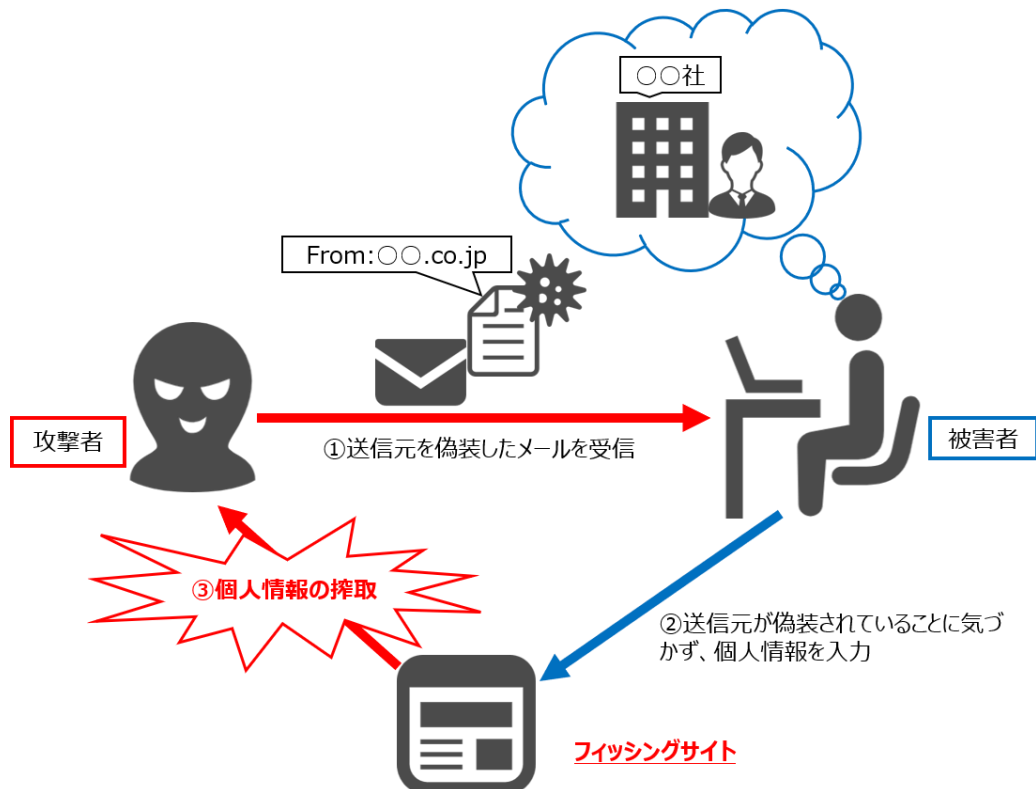 ○○社
From:○○.co.jp
攻撃者
①送信元を偽装したメールを受信
被害者
③個人情報の搾取
②送信元が偽装されていることに気づ
かず、個人情報を入力
フィッシングサイト